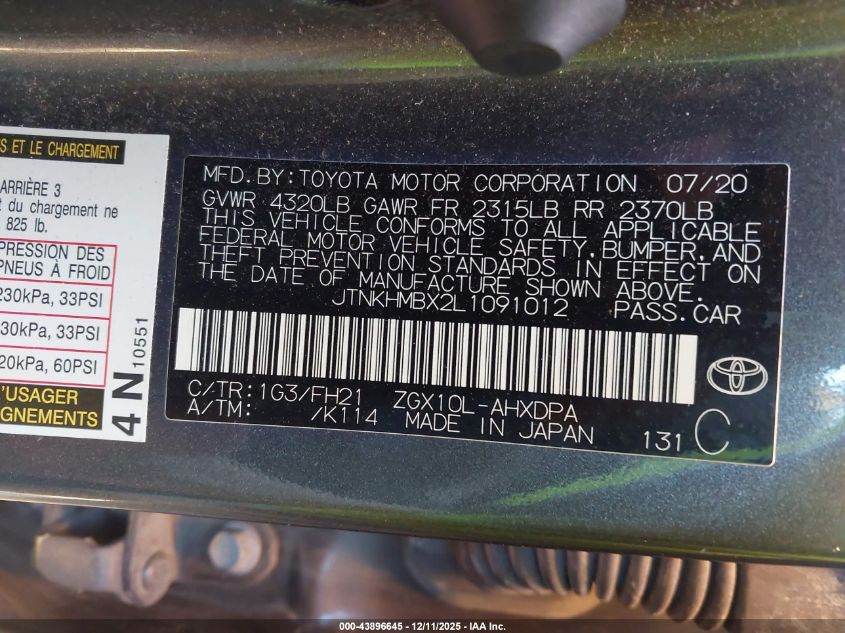 S ET LE CHARGEMENT
ARRIÈRE 3
t du chargement ne
825 lb.
PRESSION DES
PNEUS À FROID
230kPa, 33PSI
30kPa, 33PSI
20kPa, 60PSI
L'USAGER
GNEMENTS
4N 10551
MFD. BY: TOYOTA MOTOR CORPORATION 07/20
GVWR 4320LB GAWR FR 2315LB RR 2370LB
THIS VEHICLE CONFORMS TO ALL APPLICABLE
FEDERAL MOTOR VEHICLE SAFETY, BUMPER, AND
THEFT PREVENTION STANDARDS IN EFFECT ON
THE DATE OF MANUFACTURE SHOWN ABOVE.
JTNKHMBX2L1091012 PASS. CAR
C/TR: 1G3/FH21 ZGX10L-AHXDPA
A/TM: /K114 MADE IN JAPAN 131 C
000-43896645 - 12/11/2025 - IAA Inc.